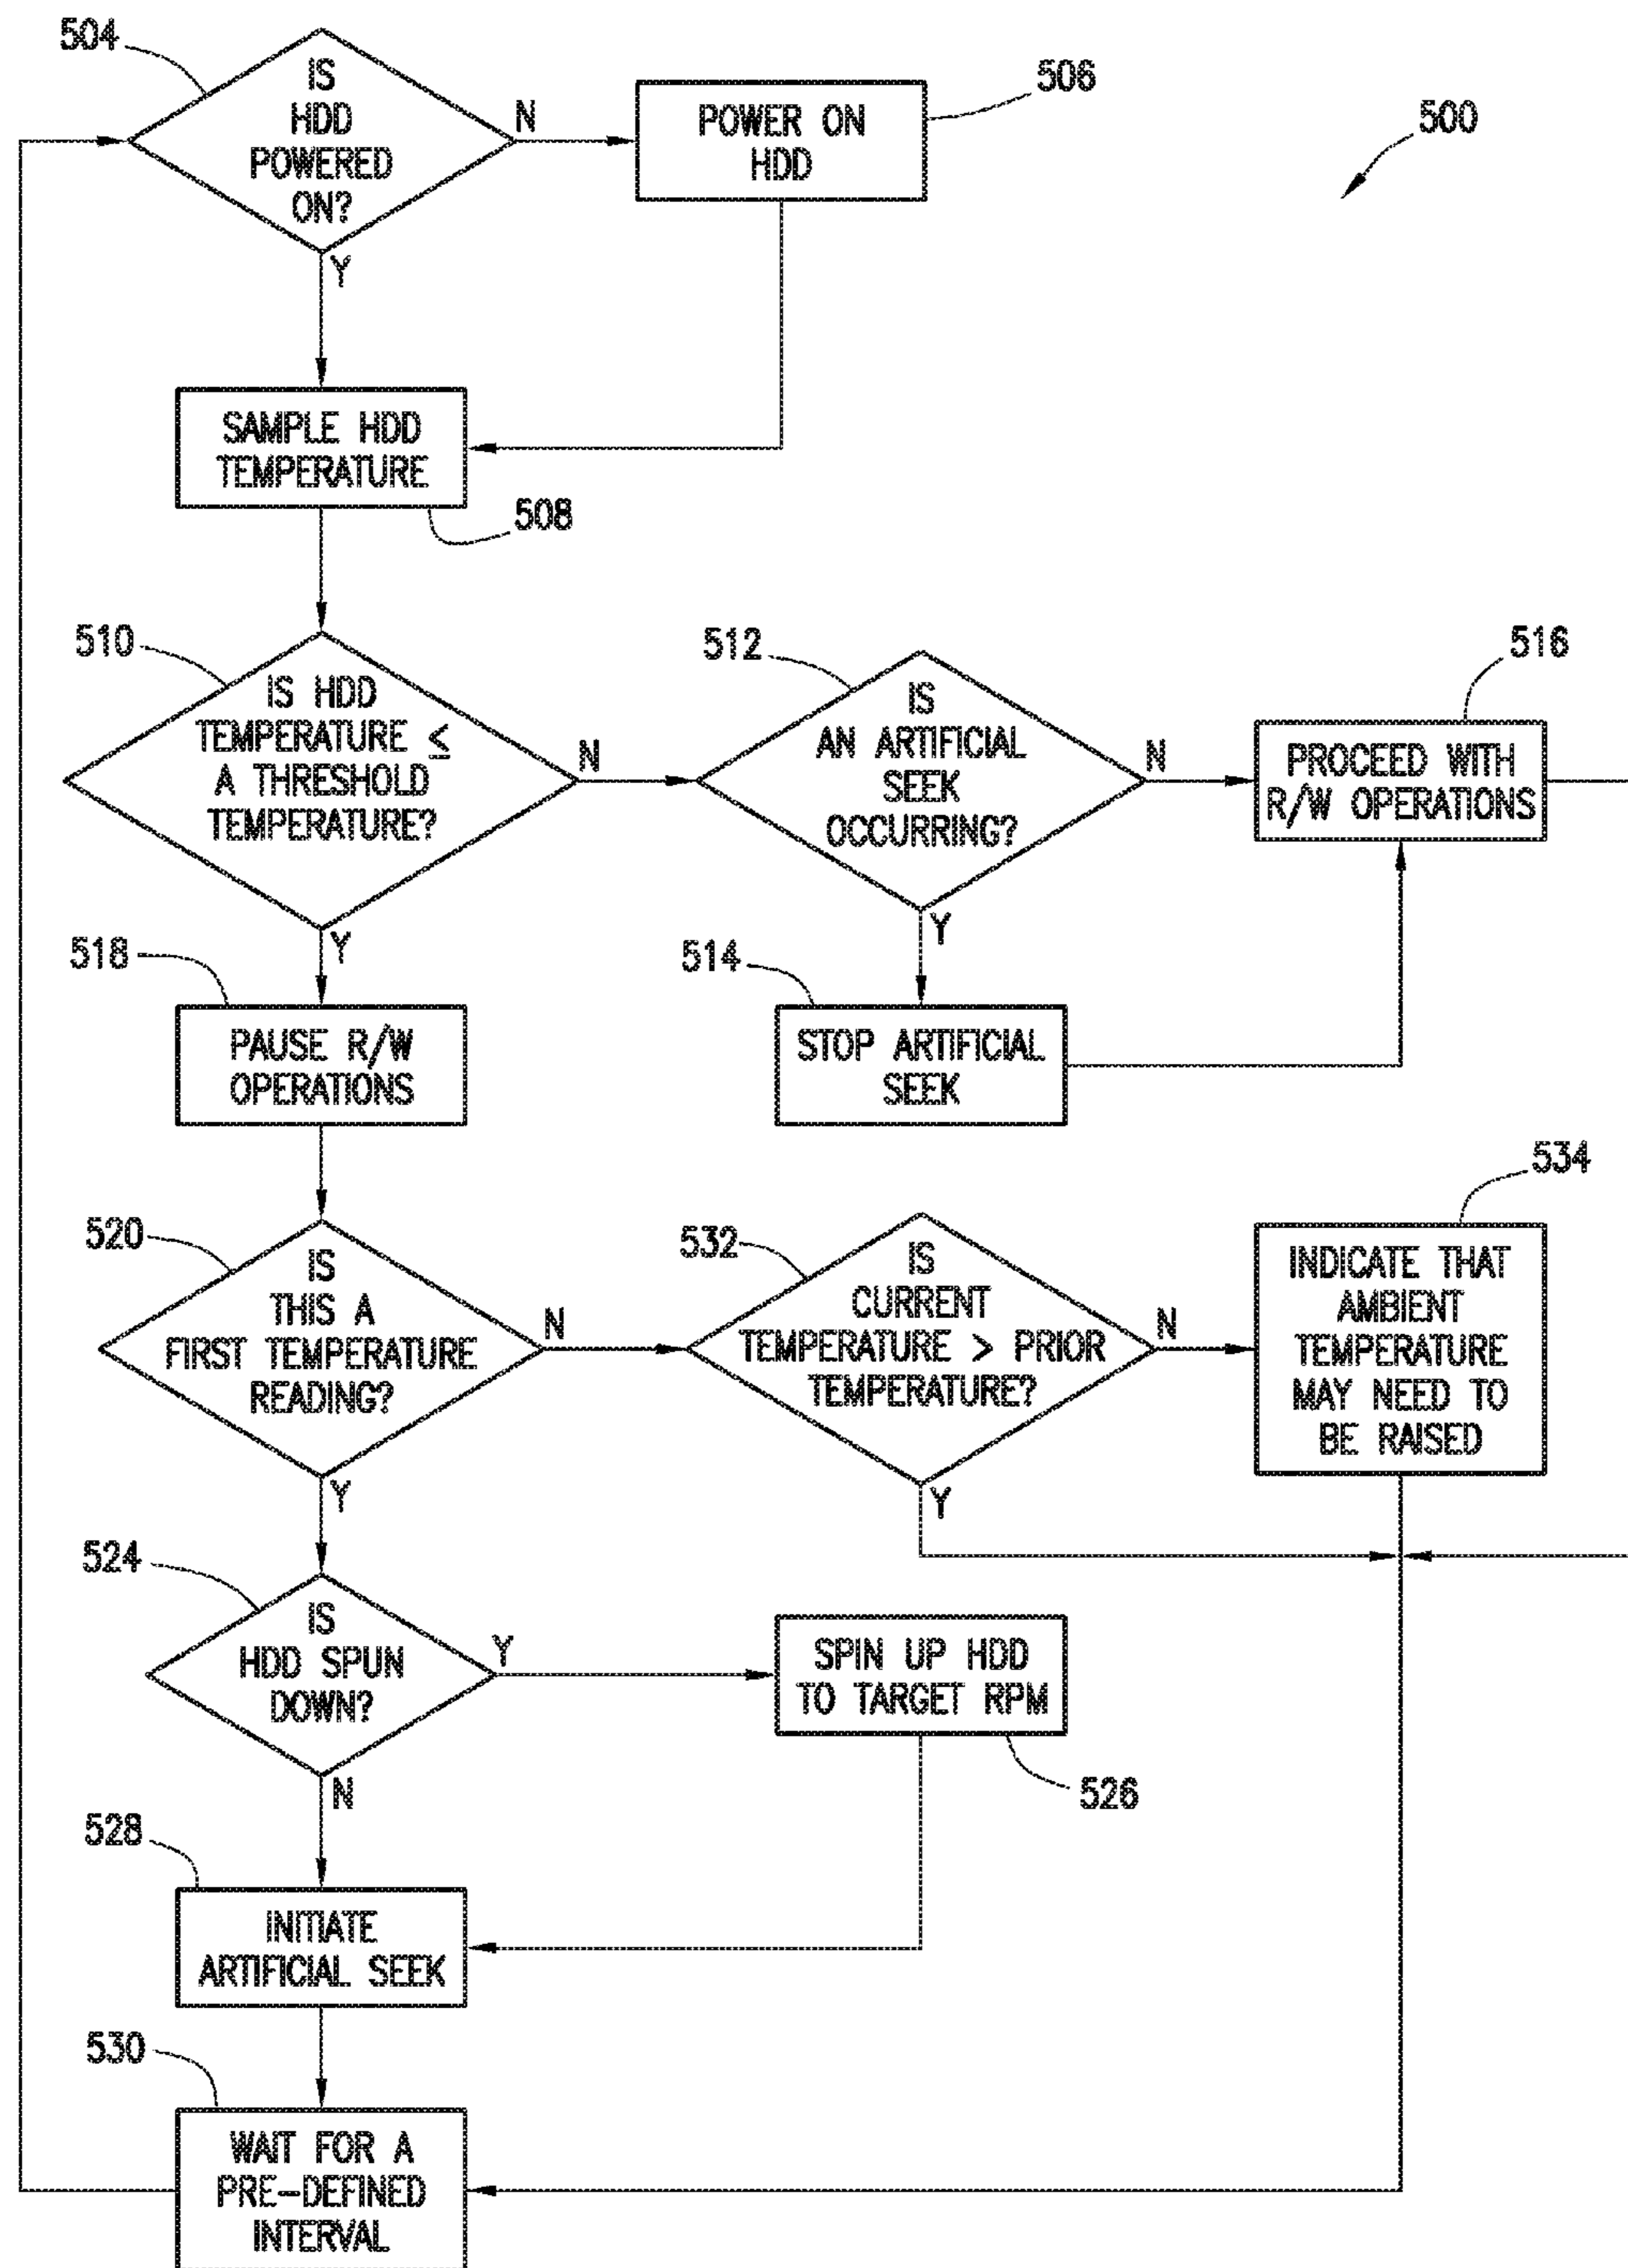 504
IS
HDD
POWERED
ON?
N
Y
POWER ON
HDD
506
500
SAMPLE HDD
TEMPERATURE
508
510
IS HDD
TEMPERATURE ≤
A THRESHOLD
TEMPERATURE?
N
Y
512
IS
AN ARTIFICIAL
SEEK
OCCURRING?
N
Y
516
PROCEED WITH
R/W OPERATIONS
518
PAUSE R/W
OPERATIONS
514
STOP ARTIFICIAL
SEEK
520
IS
THIS A
FIRST TEMPERATURE
READING?
N
Y
532
IS
CURRENT
TEMPERATURE > PRIOR
TEMPERATURE?
N
Y
534
INDICATE THAT
AMBIENT
TEMPERATURE
MAY NEED TO
BE RAISED
524
IS
HDD SPUN
DOWN?
Y
N
SPIN UP HDD
TO TARGET RPM
526
528
INITIATE
ARTIFICIAL SEEK
530
WAIT FOR A
PRE-DEFINED
INTERVAL